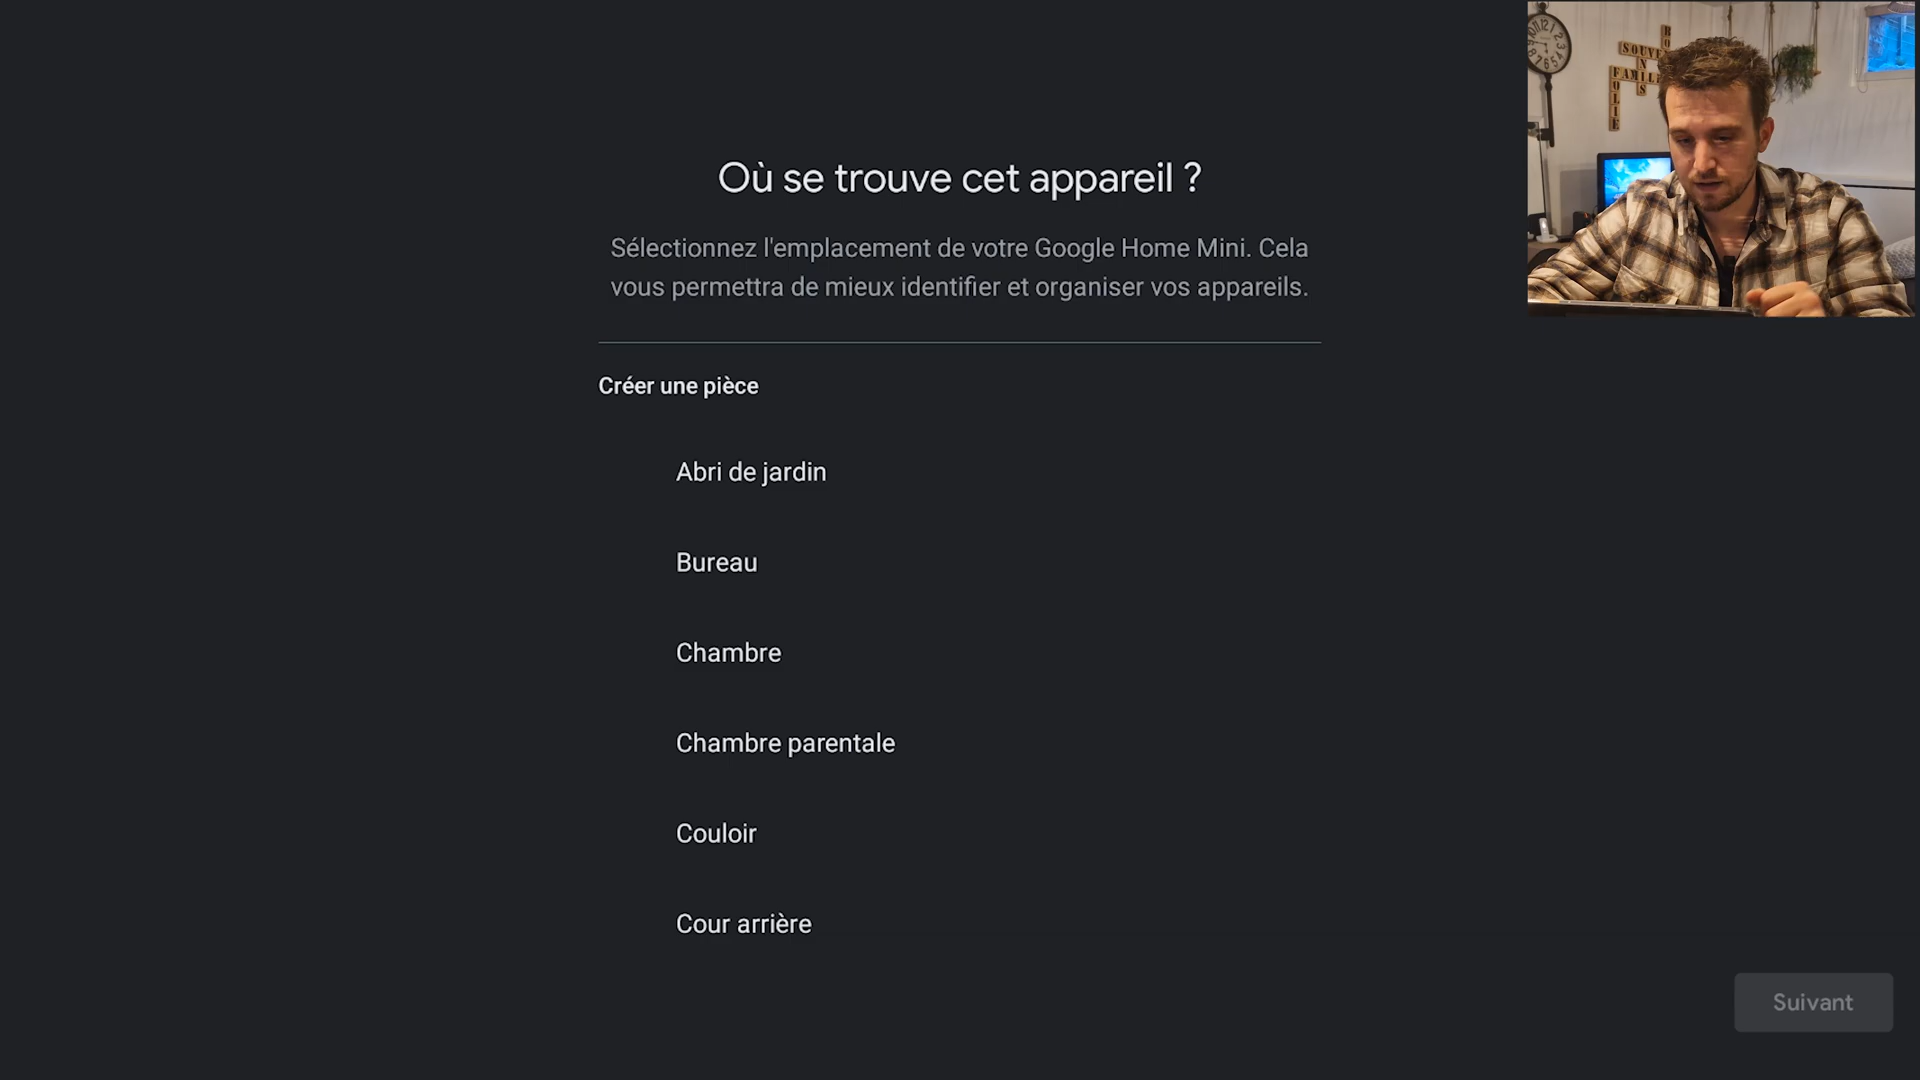 Où se trouve cet appareil ?
Sélectionnez l'emplacement de votre Google Home Mini. Cela
vous permettra de mieux identifier et organiser vos appareils.
Créer une pièce
Abri de jardin
Bureau
Chambre
Chambre parentale
Couloir
Cour arrière
Suivant
FOLIE